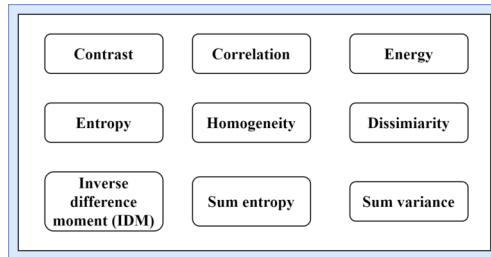 Contrast
Correlation
Energy
Entropy
Homogeneity
Dissimiarity
Inverse
difference
moment (IDM)
Sum entropy
Sum variance